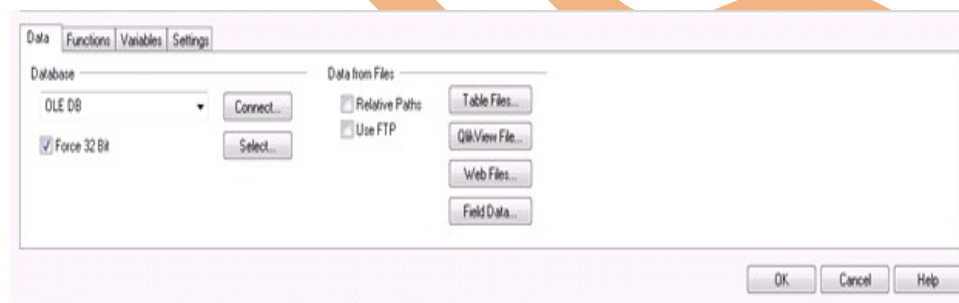 Data Functions Variables Settings
Database
OLE DB
Connect...
Force 32 Bit
Select...
Data from Files
Relative Paths
Use FTP
Table Files...
QlikView File...
Web Files...
Field Data...
OK Cancel Help